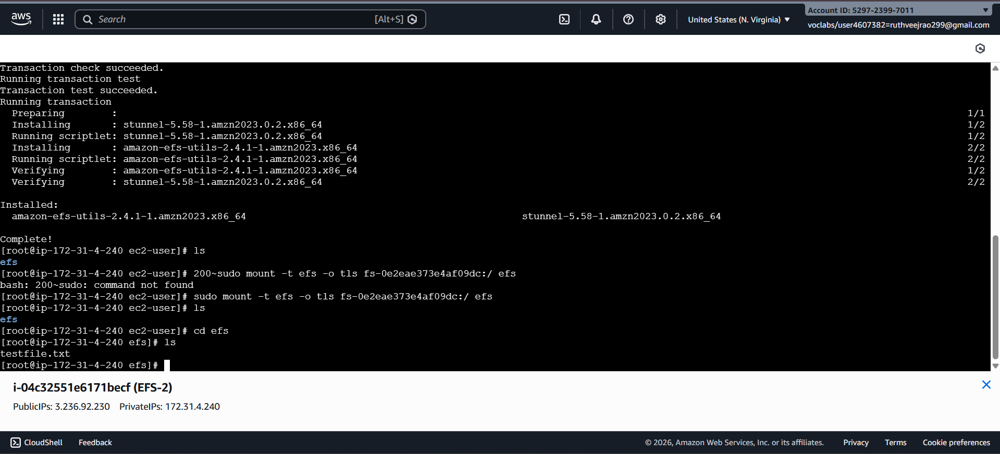 aws
Search [Alt+S]
United States (N. Virginia) ▼
Account ID: 5297-2399-7011 ▼
voclabs/user4607382=ruthveejrao299@gmail.com
Transaction check succeeded.
Running transaction test
Transaction test succeeded.
Running transaction
  Preparing        : 1/1
  Installing       : stunnel-5.58-1.amzn2023.0.2.x86_64 1/2
  Running scriptlet: stunnel-5.58-1.amzn2023.0.2.x86_64 1/2
  Installing       : amazon-efs-utils-2.4.1-1.amzn2023.x86_64 2/2
  Running scriptlet: amazon-efs-utils-2.4.1-1.amzn2023.x86_64 2/2
  Verifying        : amazon-efs-utils-2.4.1-1.amzn2023.x86_64 1/2
  Verifying        : stunnel-5.58-1.amzn2023.0.2.x86_64 2/2
Installed:
  amazon-efs-utils-2.4.1-1.amzn2023.x86_64 stunnel-5.58-1.amzn2023.0.2.x86_64
Complete!
[root@ip-172-31-4-240 ec2-user]# ls
efs
[root@ip-172-31-4-240 ec2-user]# 200~sudo mount -t efs -o tls fs-0e2eae373e4af09dc:/ efs
bash: 200~sudo: command not found
[root@ip-172-31-4-240 ec2-user]# sudo mount -t efs -o tls fs-0e2eae373e4af09dc:/ efs
[root@ip-172-31-4-240 ec2-user]# ls
efs
[root@ip-172-31-4-240 ec2-user]# cd efs
[root@ip-172-31-4-240 efs]# ls
testfile.txt
[root@ip-172-31-4-240 efs]#
i-04c32551e6171becf (EFS-2)
PublicIPs: 3.236.92.230 PrivateIPs: 172.31.4.240
CloudShell Feedback © 2026, Amazon Web Services, Inc. or its affiliates. Privacy Terms Cookie preferences